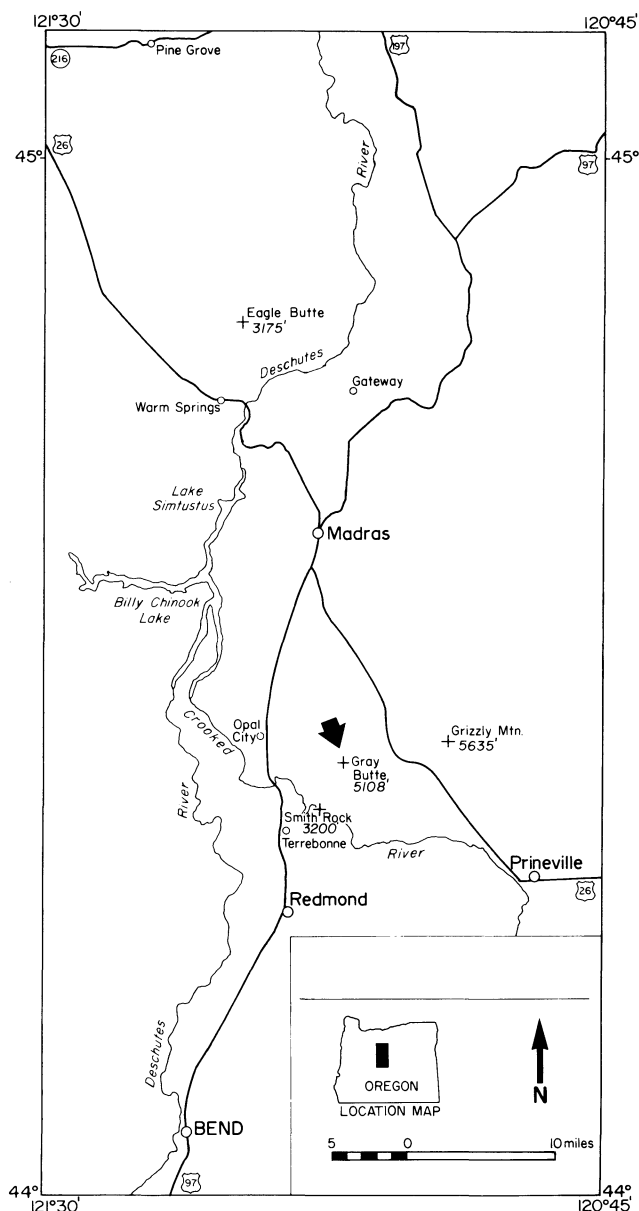 121°30'
120°45'
216
Pine Grove
197
26
45°
River
97
45°
Eagle Butte
3175'
Deschutes
Gateway
Warm Springs
Lake
Simtustus
Madras
Billy Chinook
Lake
Opal
City
Crooked
Grizzly Mtn.
5635'
Gray
Butte,
5108'
River
Smith Rock
3200'
Terrebonne
River
Prineville
26
Redmond
OREGON
LOCATION MAP
N
Deschutes
BEND
5 0 10 miles
97
44°
44°
121°30'
120°45'